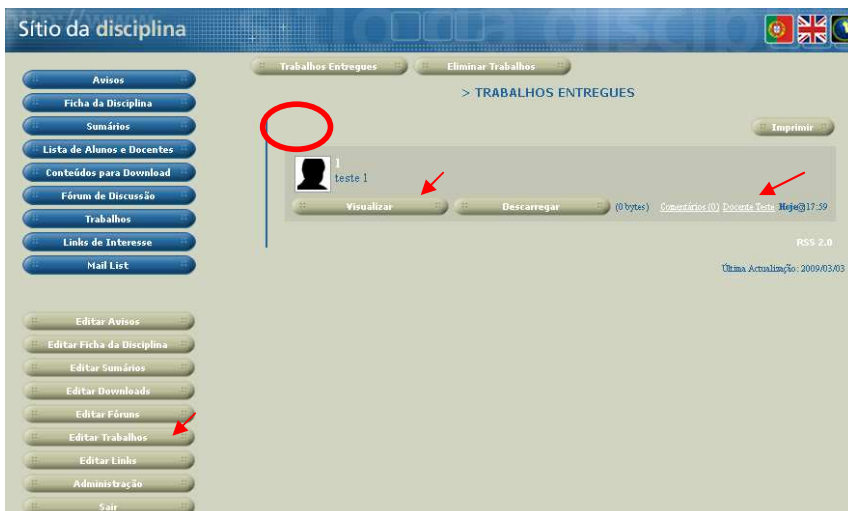 Sítio da disciplina
Trabalhos Entregues
Eliminar Trabalhos
> TRABALHOS ENTREGUES
Imprimir
1
teste 1
Visualizar
Descarregar
(0 bytes)
Comentários (0)
Docente Teste
Hoje@17:59
RSS 2.0
Última Actualização: 2009/03/03
Avisos
Ficha da Disciplina
Sumários
Lista de Alunos e Docentes
Conteúdos para Download
Fórum de Discussão
Trabalhos
Links de Interesse
Mail List
Editar Avisos
Editar Ficha da Disciplina
Editar Sumários
Editar Downloads
Editar Fóruns
Editar Trabalhos
Editar Links
Administração
Sair